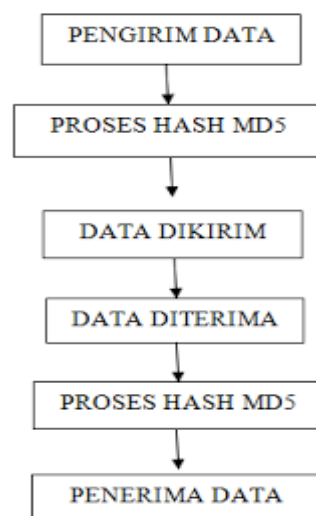 PENGIRIM DATA
PROSES HASH MD5
DATA DIKIRIM
DATA DITERIMA
PROSES HASH MD5
PENERIMA DATA